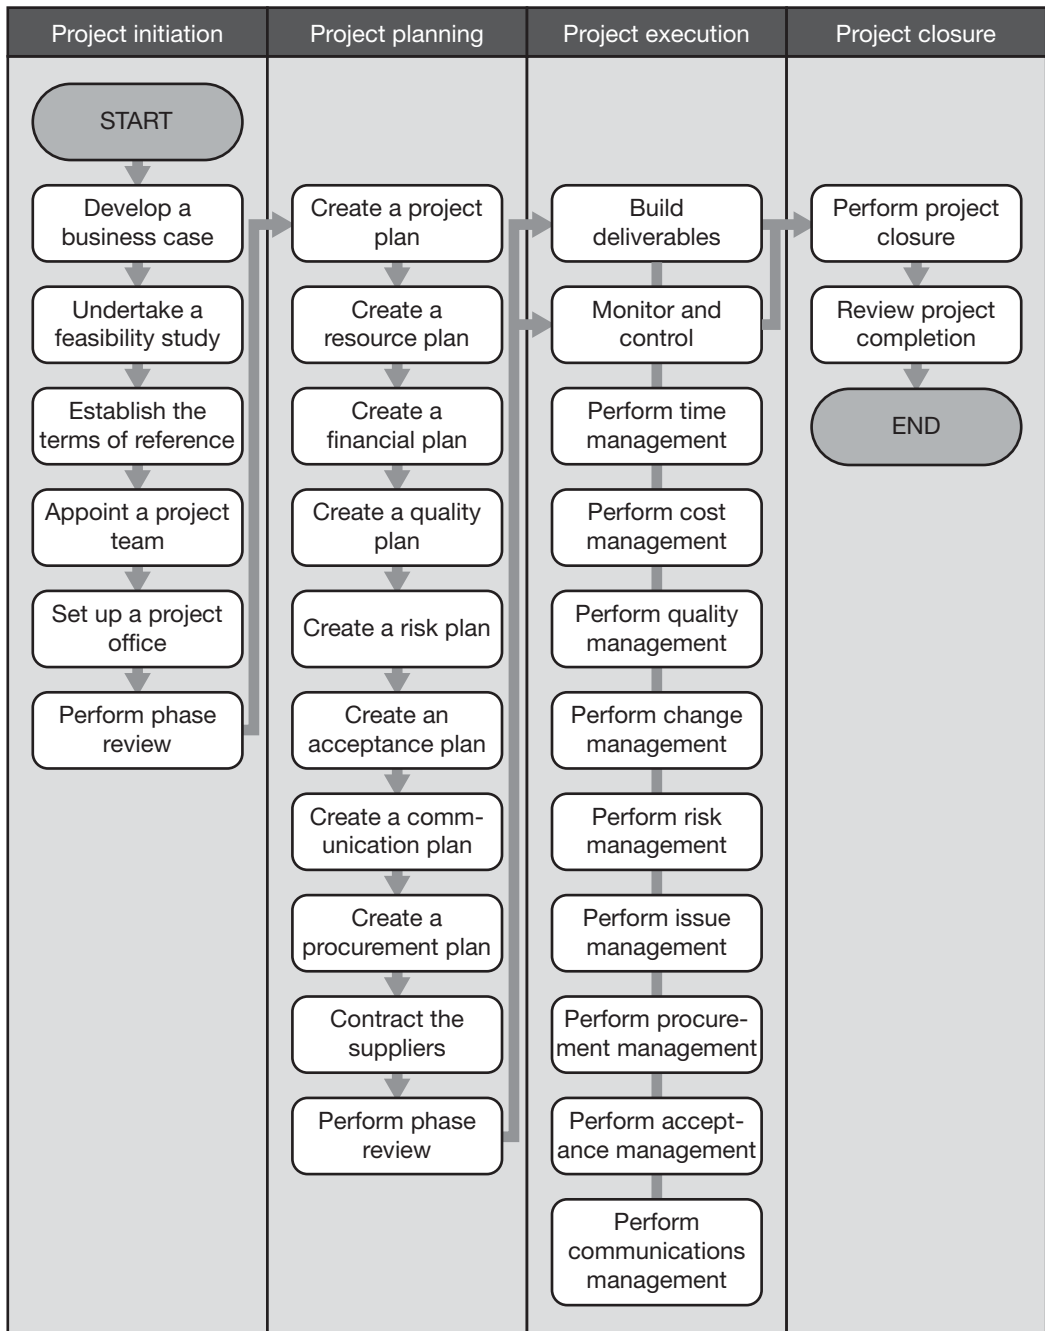 Project initiation
Project planning
Project execution
Project closure
START
Develop a
business case
Undertake a
feasibility study
Establish the
terms of reference
Appoint a project
team
Set up a project
office
Perform phase
review
Create a project
plan
Create a
resource plan
Create a
financial plan
Create a quality
plan
Create a risk plan
Create an
acceptance plan
Create a comm-
unication plan
Create a
procurement plan
Contract the
suppliers
Perform phase
review
Build
deliverables
Monitor and
control
Perform time
management
Perform cost
management
Perform quality
management
Perform change
management
Perform risk
management
Perform issue
management
Perform procure-
ment management
Perform accept-
ance management
Perform
communications
management
Perform project
closure
Review project
completion
END